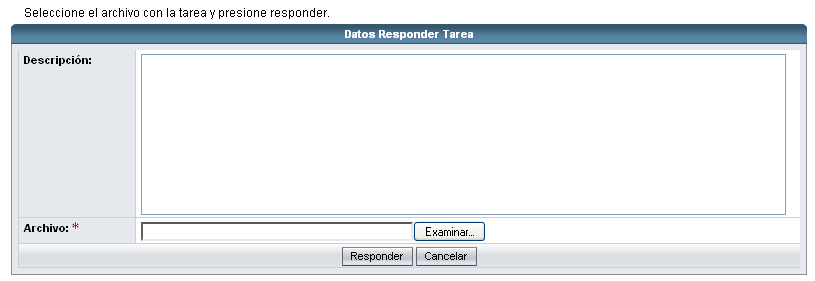 Seleccione el archivo con la tarea y presione responder.
Datos Responder Tarea
Descripción:
Archivo: *
Examinar...
Responder Cancelar